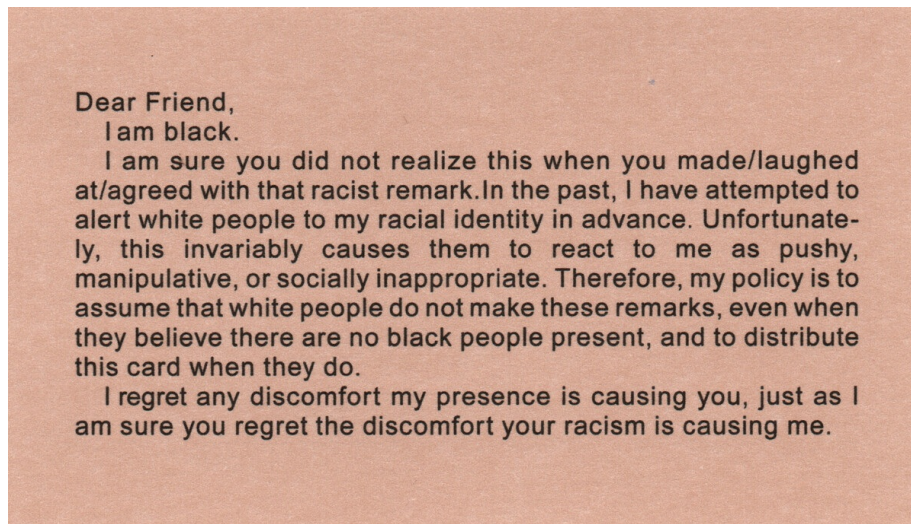 Dear Friend,
I am black.
I am sure you did not realize this when you made/laughed
at/agreed with that racist remark.In the past, I have attempted to
alert white people to my racial identity in advance. Unfortunate-
ly, this invariably causes them to react to me as pushy,
manipulative, or socially inappropriate. Therefore, my policy is to
assume that white people do not make these remarks, even when
they believe there are no black people present, and to distribute
this card when they do.
I regret any discomfort my presence is causing you, just as I
am sure you regret the discomfort your racism is causing me.